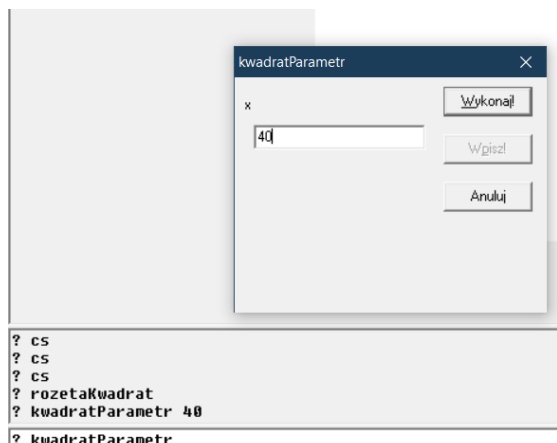 kwadratParametr
x
40
Wykonaj!
Wpisz!
Anuluj
? cs
? cs
? cs
? rozetaKwadrat
? kwadratParametr 40
? kwadratParametr